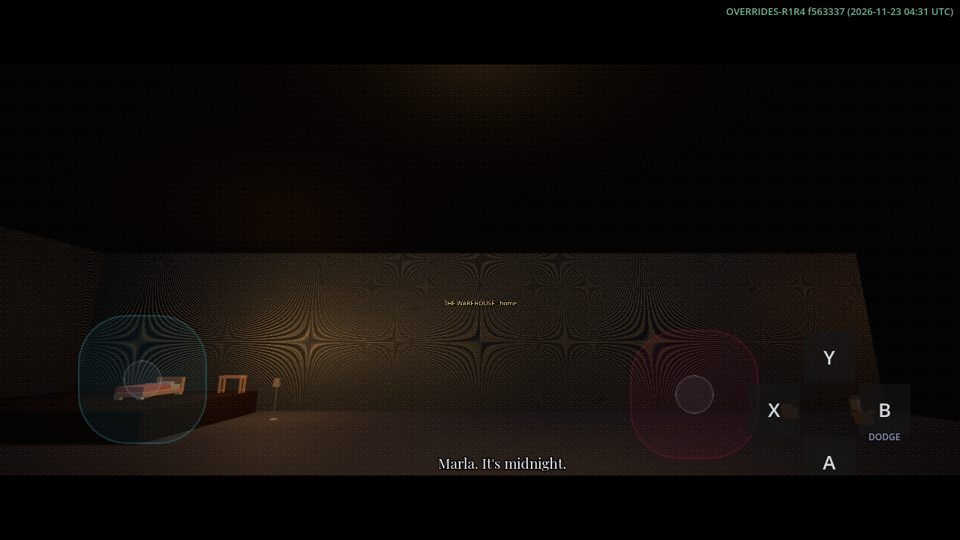 OVERRIDES-R1R4 f563337 (2026-11-23 04:31 UTC)
THE WAREHOUSE home
Y
X
B
DODGE
A
Marla. It's midnight.